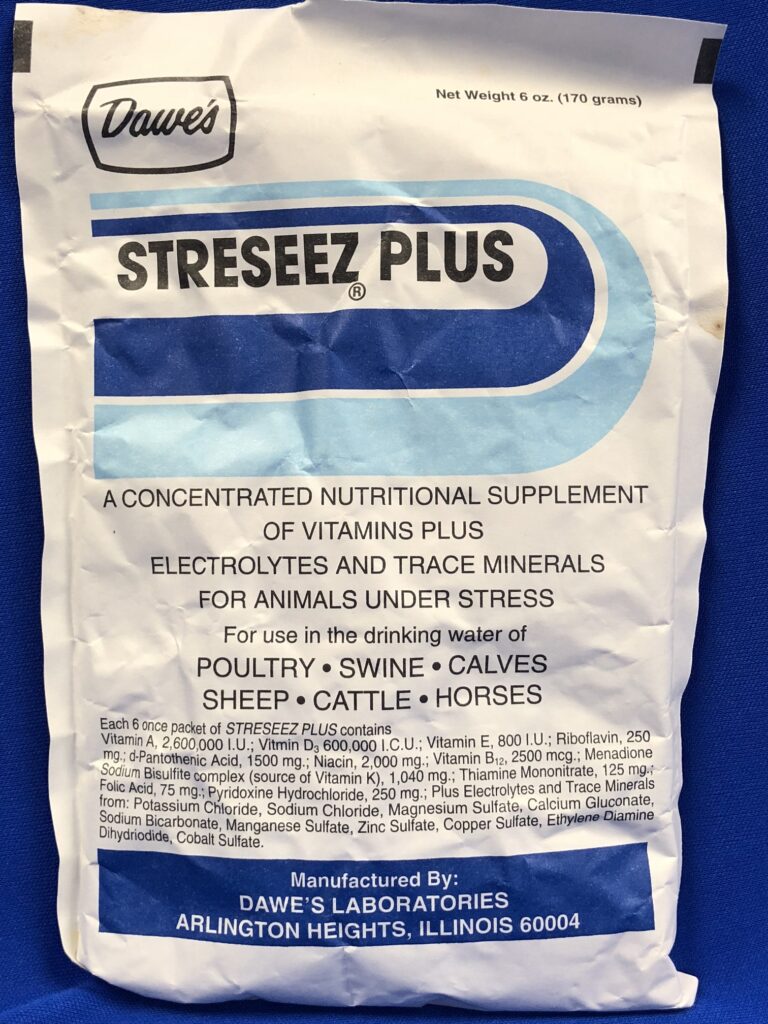 Dawe's
Net Weight 6 oz. (170 grams)
STRESEEZ PLUS
®
A CONCENTRATED NUTRITIONAL SUPPLEMENT
OF VITAMINS PLUS
ELECTROLYTES AND TRACE MINERALS
FOR ANIMALS UNDER STRESS
For use in the drinking water of
POULTRY • SWINE • CALVES
SHEEP • CATTLE • HORSES
Each 6 once packet of STRESEEZ PLUS contains
Vitamin A, 2,600,000 I.U.; Vitmin D3 600,000 I.C.U.; Vitamin E, 800 I.U.; Riboflavin, 250
mg.; d-Pantothenic Acid, 1500 mg.; Niacin, 2,000 mg.; Vitamin B12, 2500 mcg.; Menadione
Sodium Bisulfite complex (source of Vitamin K), 1,040 mg.; Thiamine Mononitrate, 125 mg.;
Folic Acid, 75 mg.; Pyridoxine Hydrochloride, 250 mg.; Plus Electrolytes and Trace Minerals
from: Potassium Chloride, Sodium Chloride, Magnesium Sulfate, Calcium Gluconate,
Sodium Bicarbonate, Manganese Sulfate, Zinc Sulfate, Copper Sulfate, Ethylene Diamine
Dihydriodide, Cobalt Sulfate.
Manufactured By:
DAWE'S LABORATORIES
ARLINGTON HEIGHTS, ILLINOIS 60004